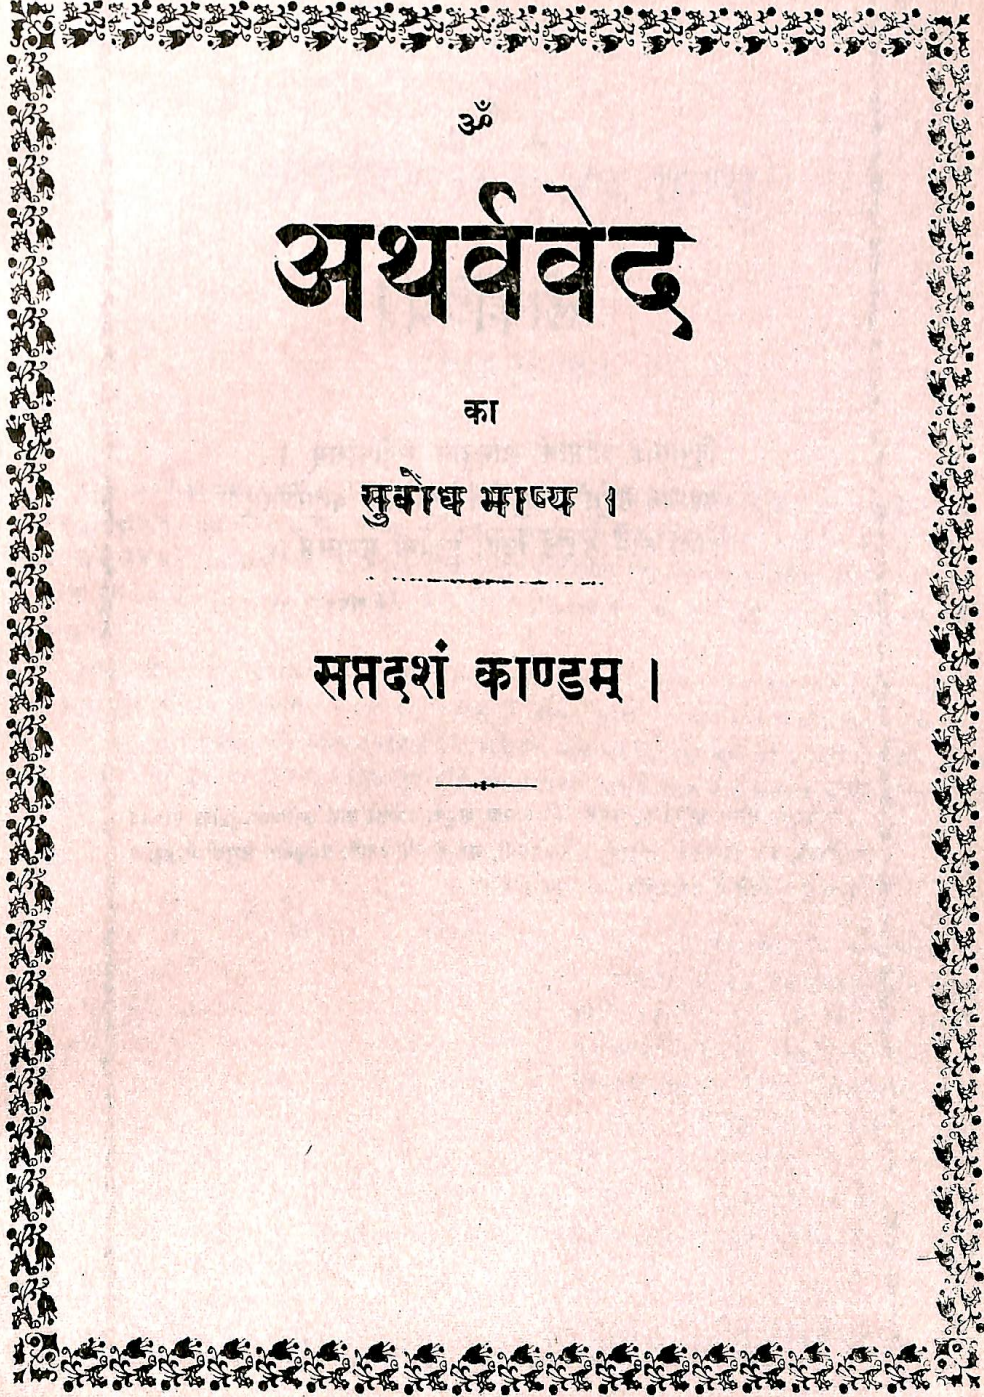 ॐ
अथर्ववेद
का
सुबोध भाष्य ।
सप्तदशं काण्डम् ।